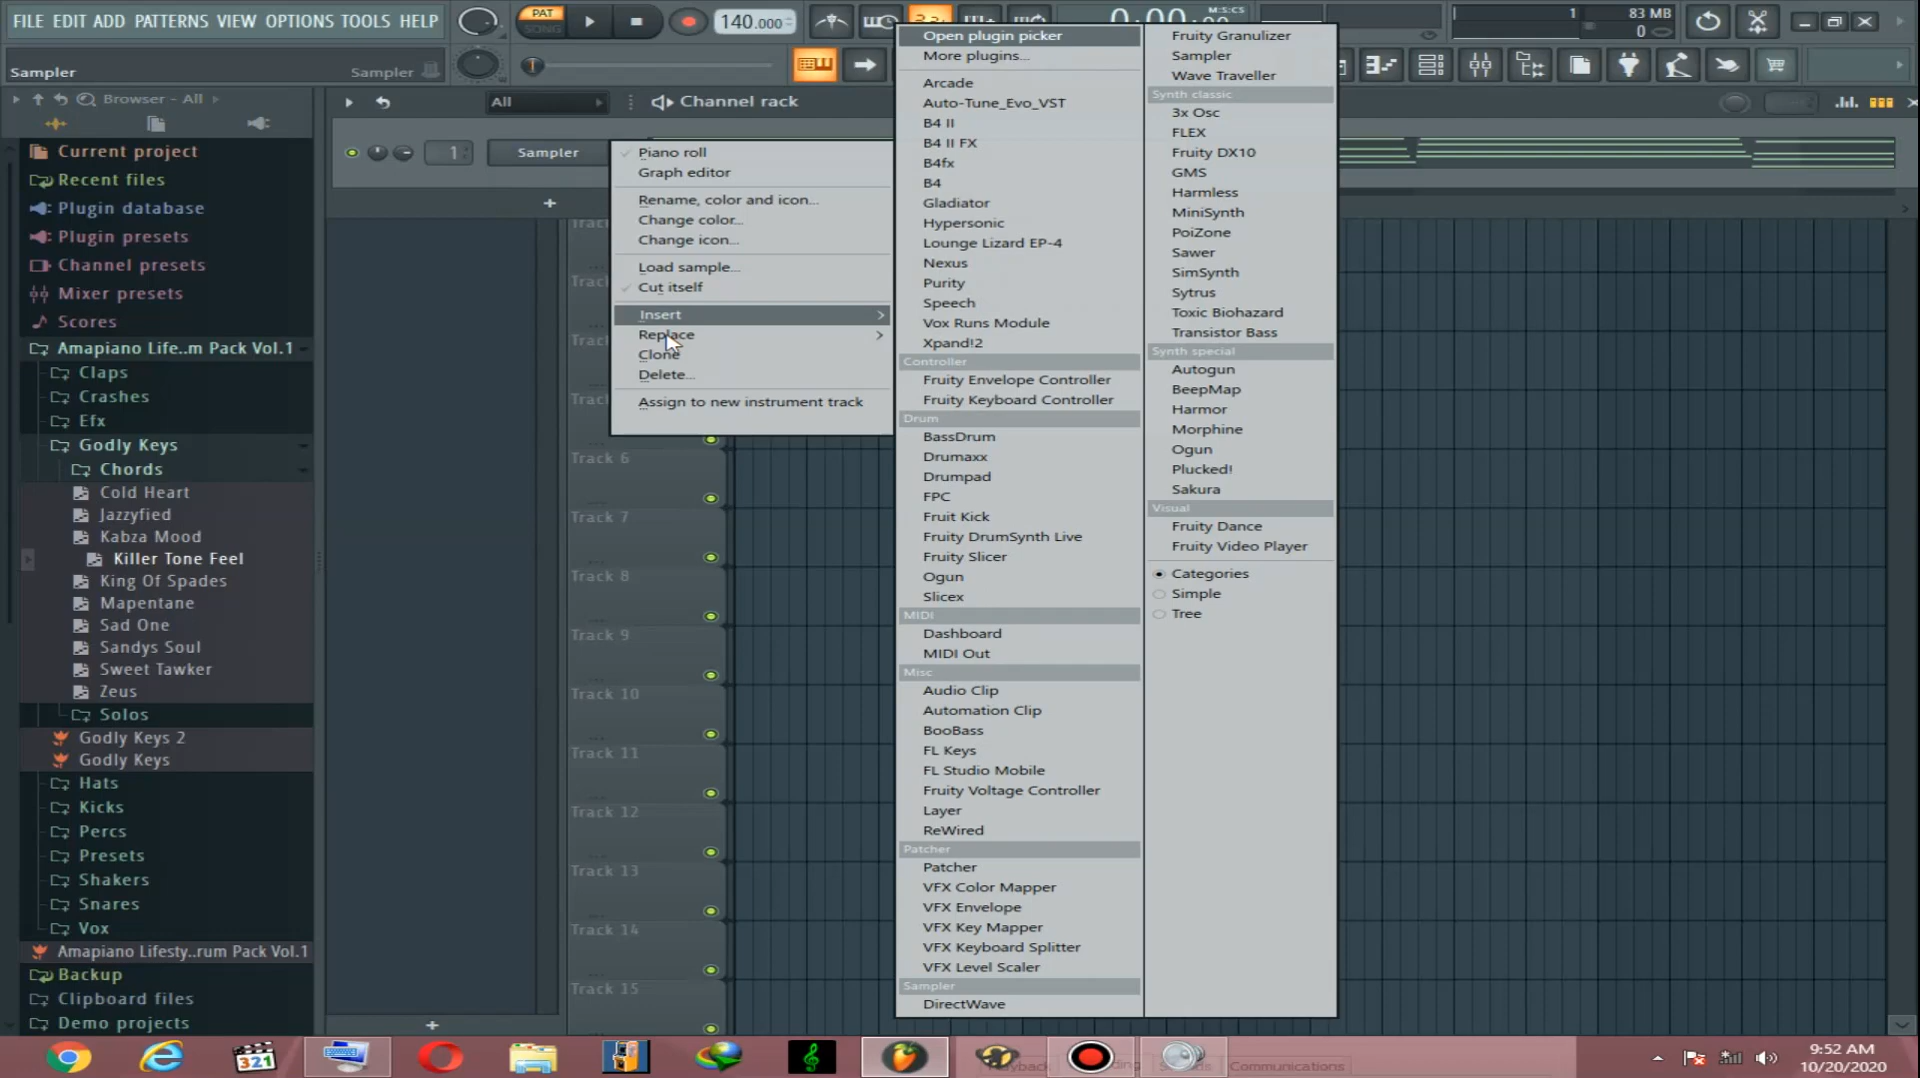 FILE EDIT ADD PATTERNS VIEW OPTIONS TOOLS HELP
PAT
SONG
140.000
M:S:CS
1
83 MB
0
Sampler
Sampler
Browser - All
All
Channel rack
Current project
Recent files
Plugin database
Plugin presets
Channel presets
Mixer presets
Scores
Amapiano Life..m Pack Vol.1
Claps
Crashes
Efx
Godly Keys
Chords
Cold Heart
Jazzyfied
Kabza Mood
Killer Tone Feel
King Of Spades
Mapentane
Sad One
Sandys Soul
Sweet Tawker
Zeus
Solos
Godly Keys 2
Godly Keys
Hats
Kicks
Percs
Presets
Shakers
Snares
Vox
Amapiano Lifesty..rum Pack Vol.1
Backup
Clipboard files
Demo projects
1
Sampler
Piano roll
Graph editor
Rename, color and icon...
Change color...
Change icon...
Load sample...
Cut itself
Insert
Replace
Clone
Delete...
Assign to new instrument track
Track 6
Track 7
Track 8
Track 9
Track 10
Track 11
Track 12
Track 13
Track 14
Track 15
Open plugin picker
More plugins...
Arcade
Auto-Tune_Evo_VST
B4 II
B4 II FX
B4fx
B4
Gladiator
Hypersonic
Lounge Lizard EP-4
Nexus
Purity
Speech
Vox Runs Module
Xpand!2
Controller
Fruity Envelope Controller
Fruity Keyboard Controller
Drum
BassDrum
Drumaxx
Drumpad
FPC
Fruit Kick
Fruity DrumSynth Live
Fruity Slicer
Ogun
Slicex
MIDI
Dashboard
MIDI Out
Misc
Audio Clip
Automation Clip
BooBass
FL Keys
FL Studio Mobile
Fruity Voltage Controller
Layer
ReWired
Patcher
Patcher
VFX Color Mapper
VFX Envelope
VFX Key Mapper
VFX Keyboard Splitter
VFX Level Scaler
Sampler
DirectWave
Fruity Granulizer
Sampler
Wave Traveller
Synth classic
3x Osc
FLEX
Fruity DX10
GMS
Harmless
MiniSynth
PoiZone
Sawer
SimSynth
Sytrus
Toxic Biohazard
Transistor Bass
Synth special
Autogun
BeepMap
Harmor
Morphine
Ogun
Plucked!
Sakura
Visual
Fruity Dance
Fruity Video Player
Categories
Simple
Tree
321
Communications
9:52 AM
10/20/2020